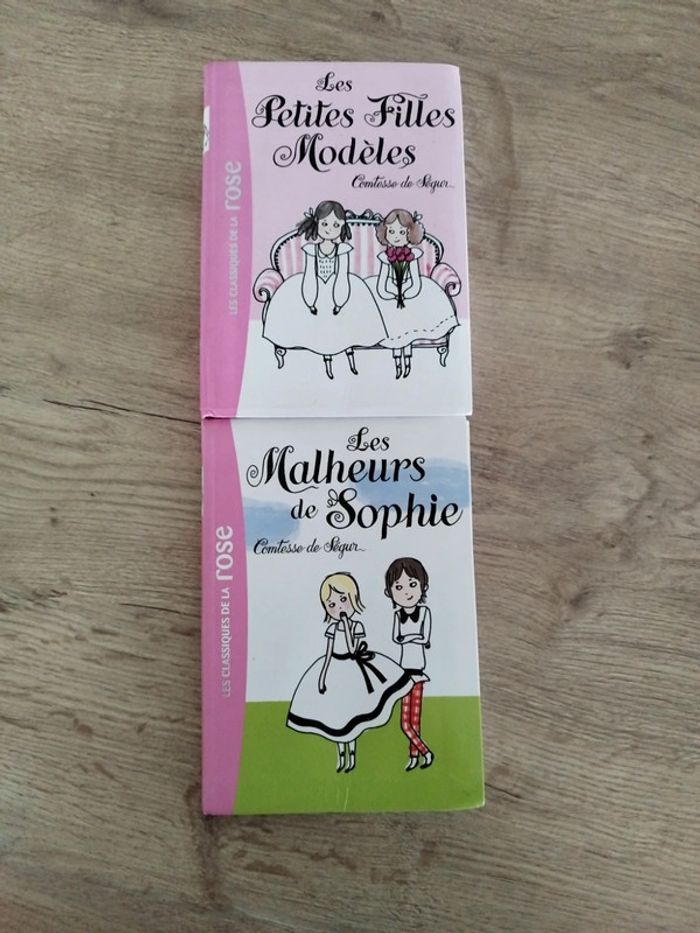 Les
Petites Filles
Modèles
Comtesse de Ségur
LES CLASSIQUES DE LA rose
Les
Malheurs
de Sophie
Comtesse de Ségur
LES CLASSIQUES DE LA rose